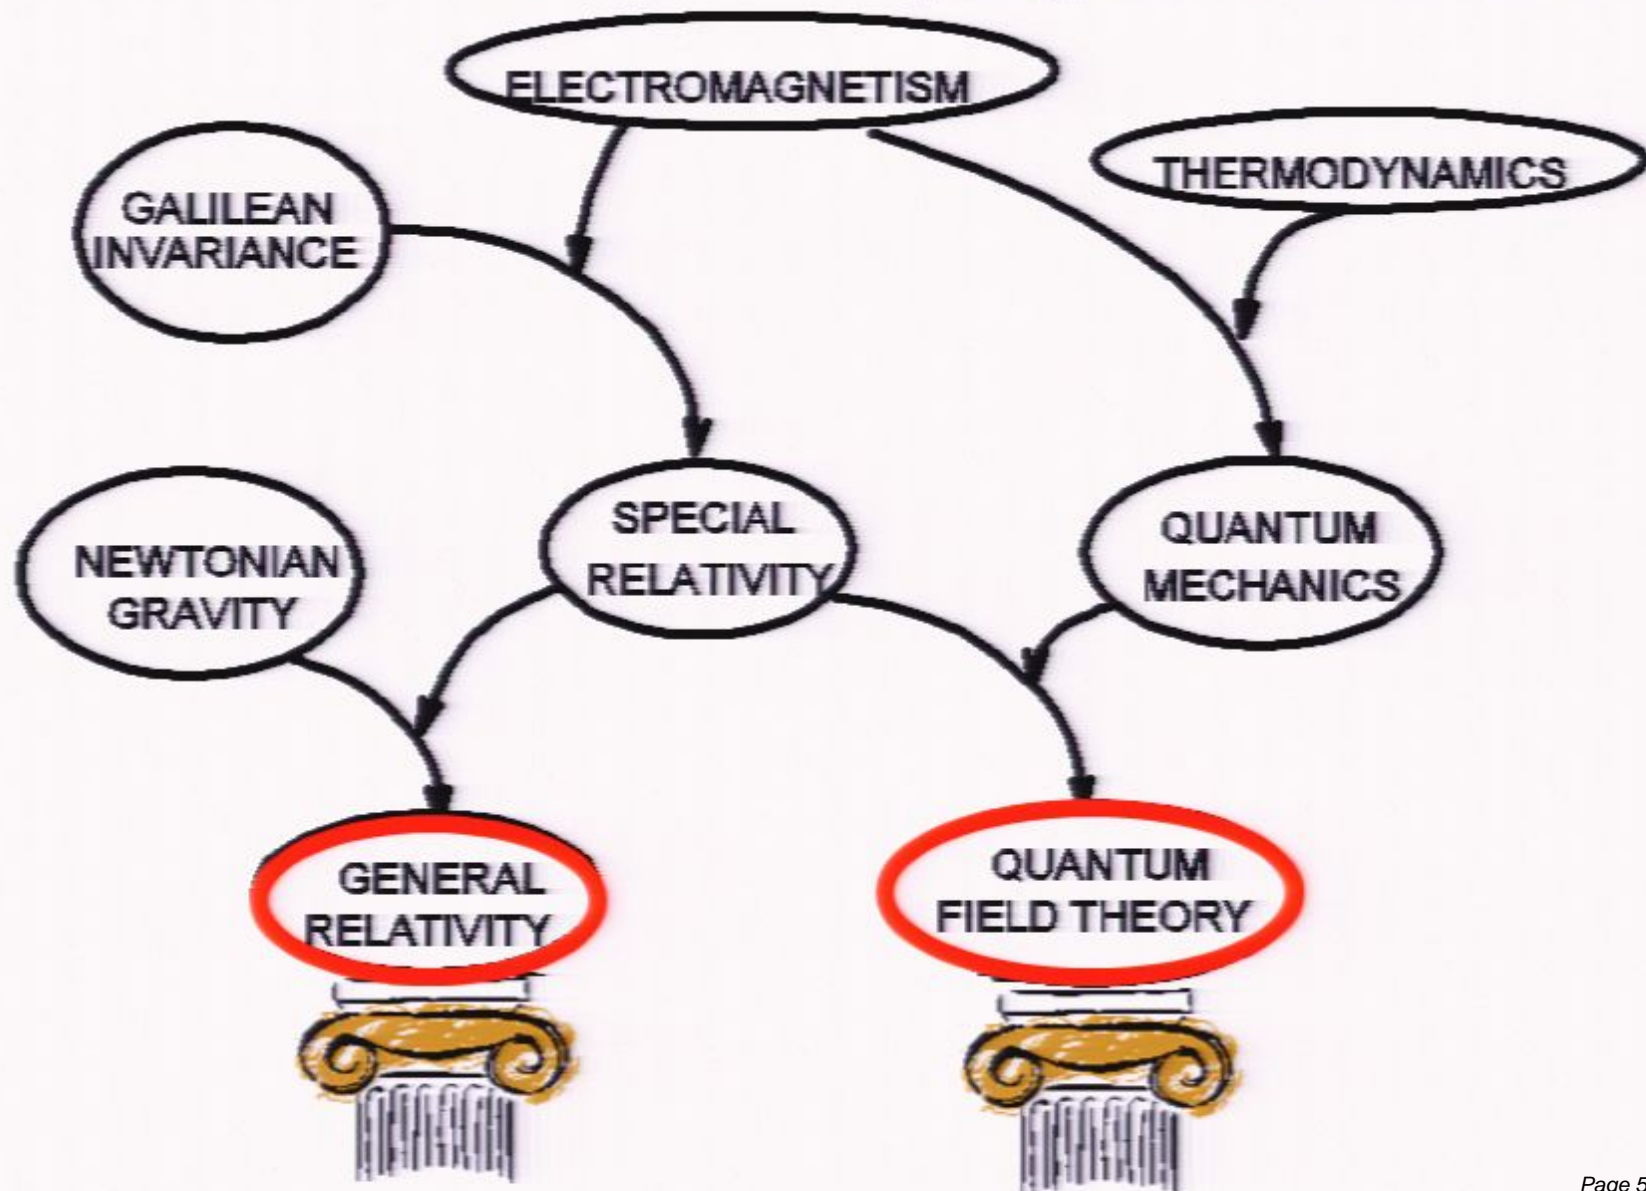 ELECTROMAGNETISM
THERMODYNAMICS
GALILEAN
INVARIANCE
SPECIAL
RELATIVITY
QUANTUM
MECHANICS
NEWTONIAN
GRAVITY
GENERAL
RELATIVITY
QUANTUM
FIELD THEORY
Page 5